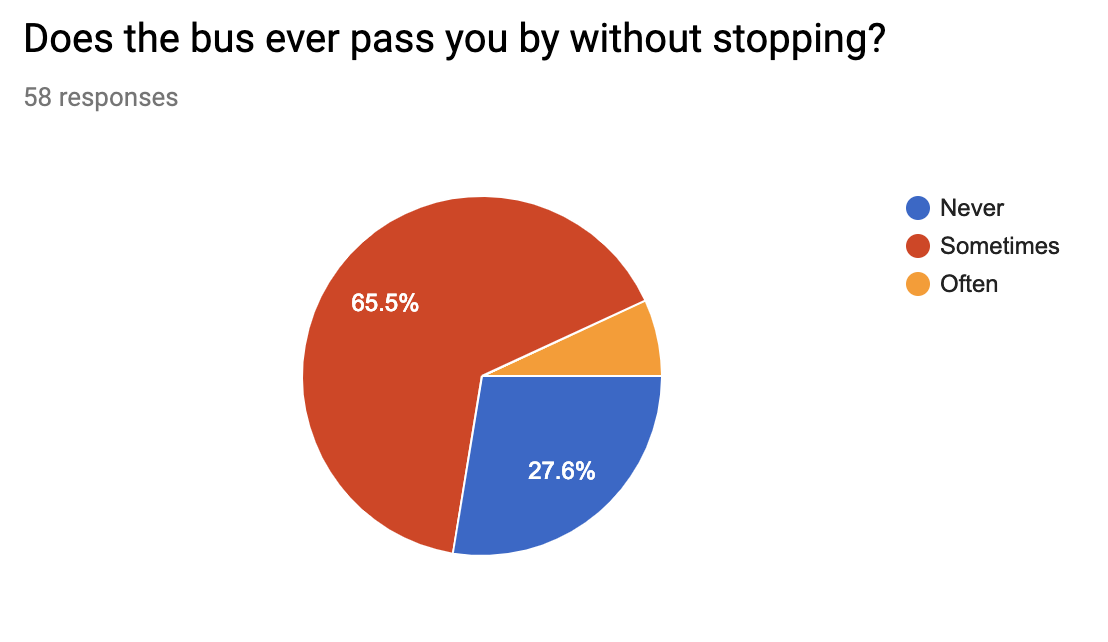 Does the bus ever pass you by without stopping?
58 responses
Never
Sometimes
Often
65.5%
27.6%